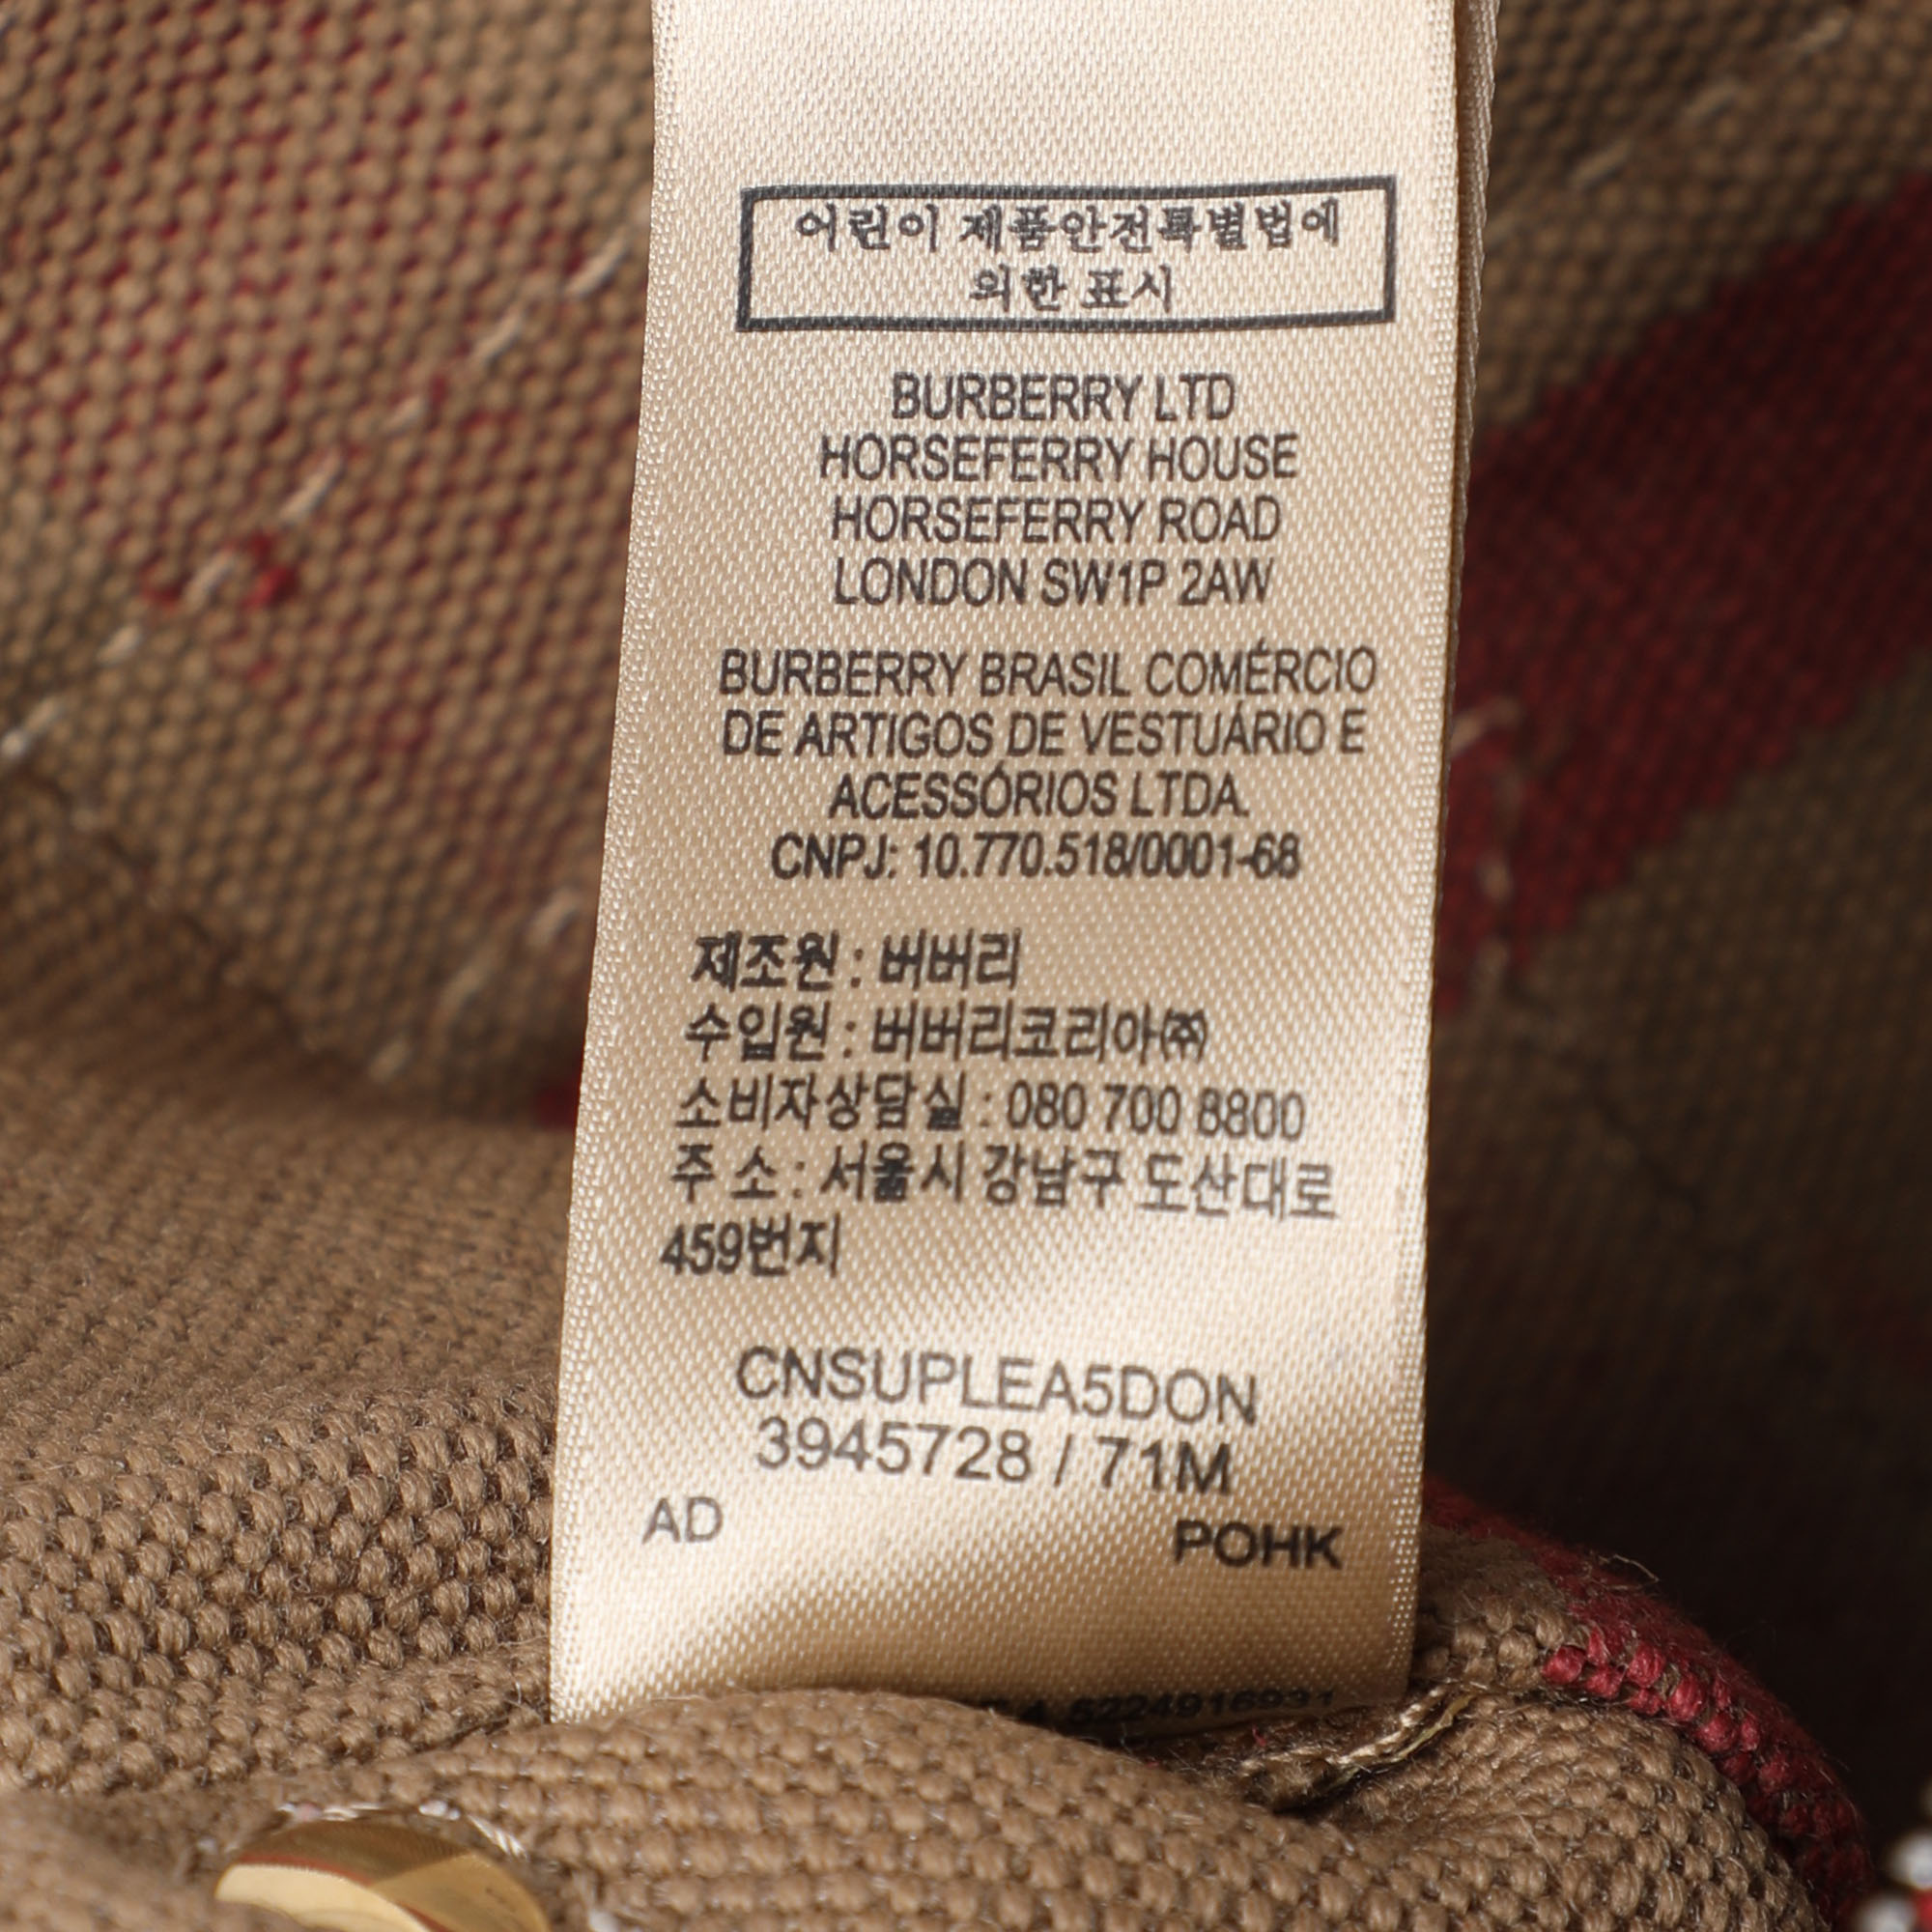 어린이 제품안전특별법에
의한 표시
BURBERRY LTD
HORSEFERRY HOUSE
HORSEFERRY ROAD
LONDON SW1P 2AW
BURBERRY BRASIL COMÉRCIO
DE ARTIGOS DE VESTUÁRIO E
ACESSÓRIOS LTDA.
CNPJ: 10.770.518/0001-68
제조원 : 버버리
수입원 : 버버리코리아㈜
소비자상담실 : 080 700 8800
주 소 : 서울시 강남구 도산대로
459번지
CNSUPLEA5DON
3945728 / 71M
AD POHK